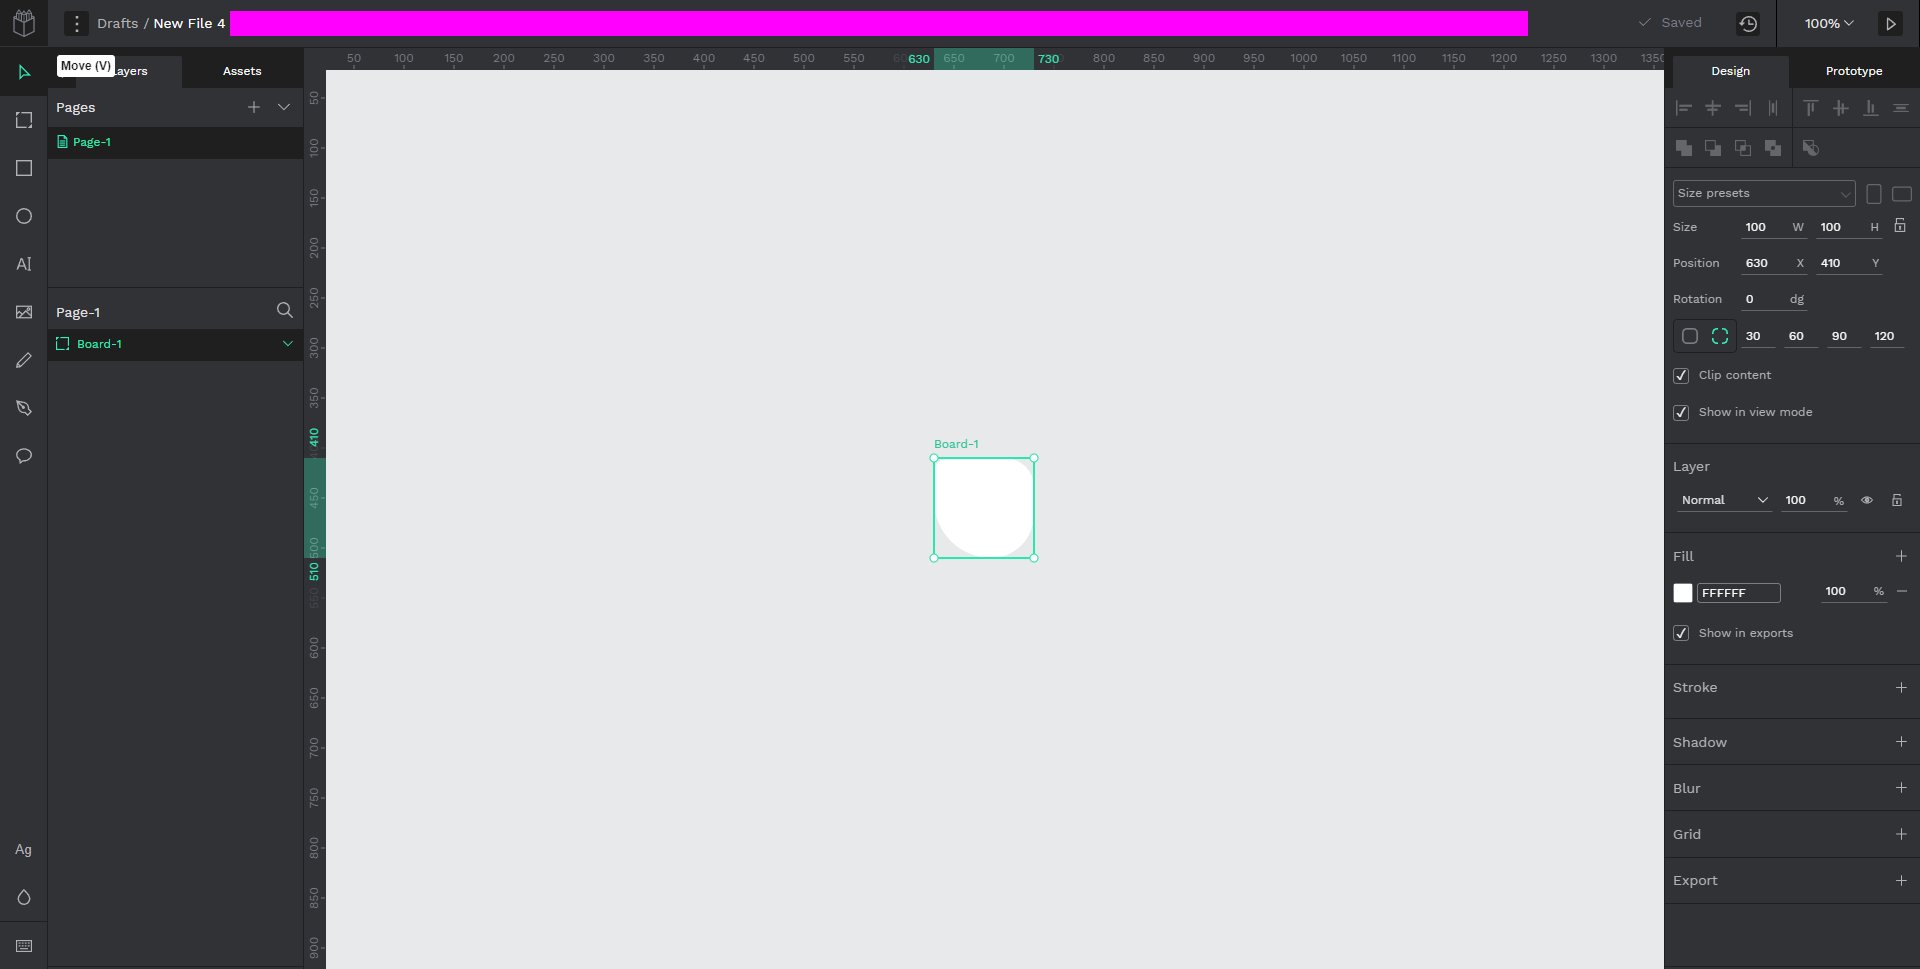 Drafts / New File 4
Saved
100%
Move (V)
Layers
Assets
Pages
Page-1
Page-1
Board-1
Ag
50 100 150 200 250 300 350 400 450 500 550 600 630 650 700 730 800 850 900 950 1000 1050 1100 1150 1200 1250 1300 1350
50
100
150
200
250
300
350
410
450
500
510
550
600
650
700
750
800
850
900
Board-1
Design
Prototype
Size presets
Size 100 W 100 H
Position 630 X 410 Y
Rotation 0 dg
30 60 90 120
Clip content
Show in view mode
Layer
Normal 100 %
Fill
FFFFFF 100 %
Show in exports
Stroke
Shadow
Blur
Grid
Export